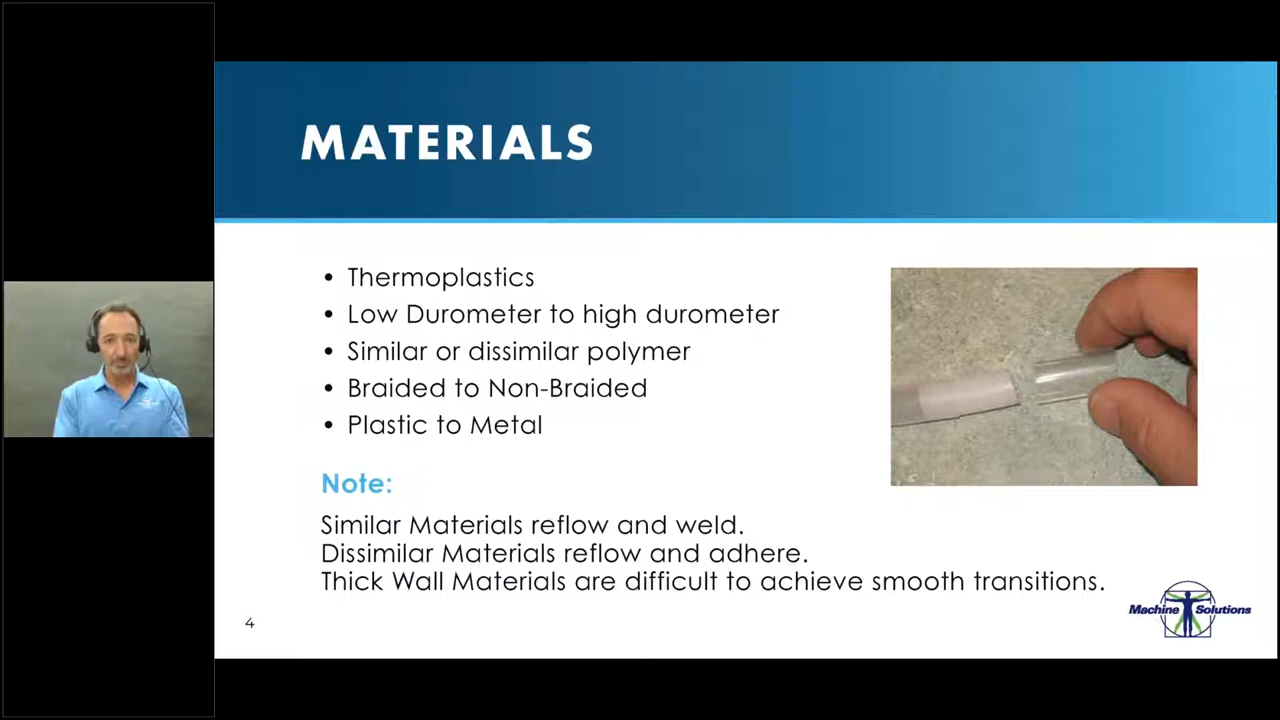 MATERIALS
• Thermoplastics
• Low Durometer to high durometer
• Similar or dissimilar polymer
• Braided to Non-Braided
• Plastic to Metal
Note:
Similar Materials reflow and weld.
Dissimilar Materials reflow and adhere.
Thick Wall Materials are difficult to achieve smooth transitions.
Machine Solutions
4